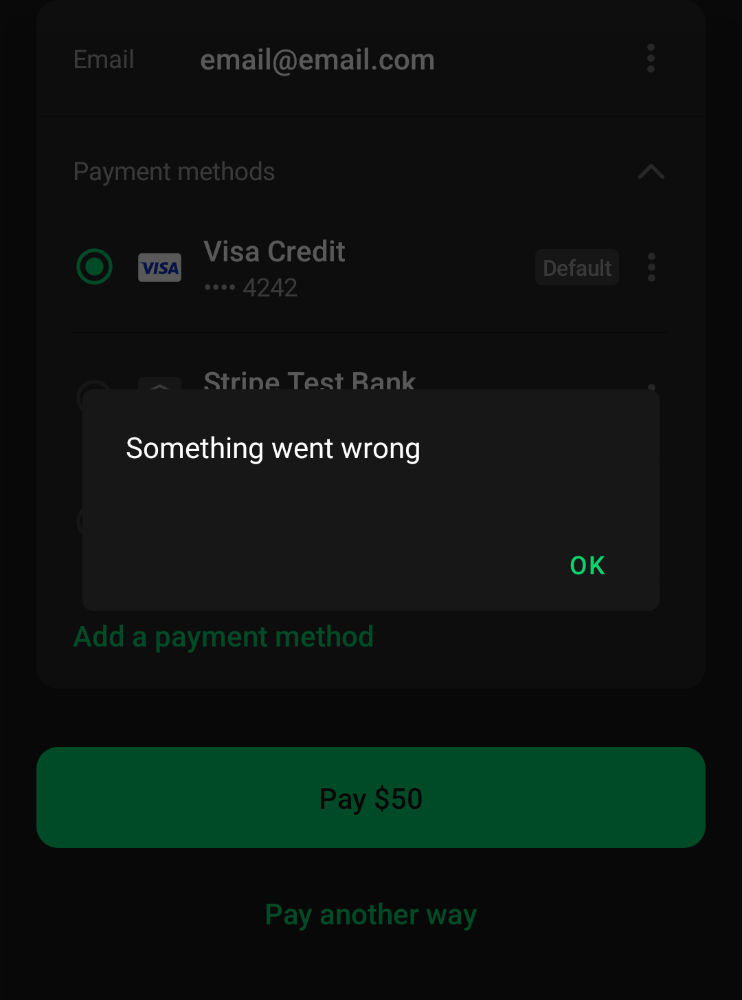 Email email@email.com
Payment methods
VISA Visa Credit Default
•••• 4242
Stripe Test Bank
Something went wrong
OK
Add a payment method
Pay $50
Pay another way